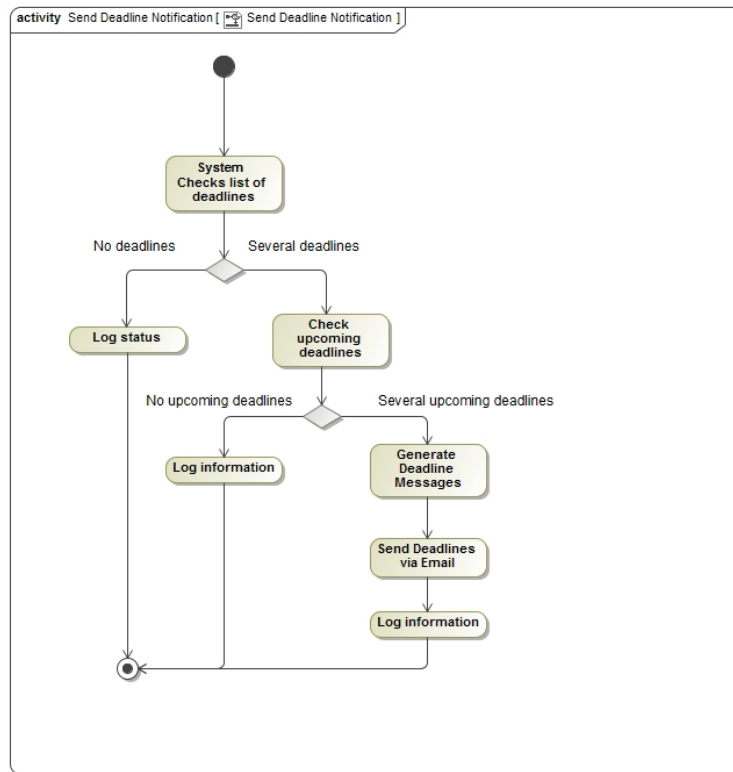 activity Send Deadline Notification [ Send Deadline Notification ]
System
Checks list of
deadlines
No deadlines
Several deadlines
Log status
Check
upcoming
deadlines
No upcoming deadlines
Several upcoming deadlines
Log information
Generate
Deadline
Messages
Send Deadlines
via Email
Log information